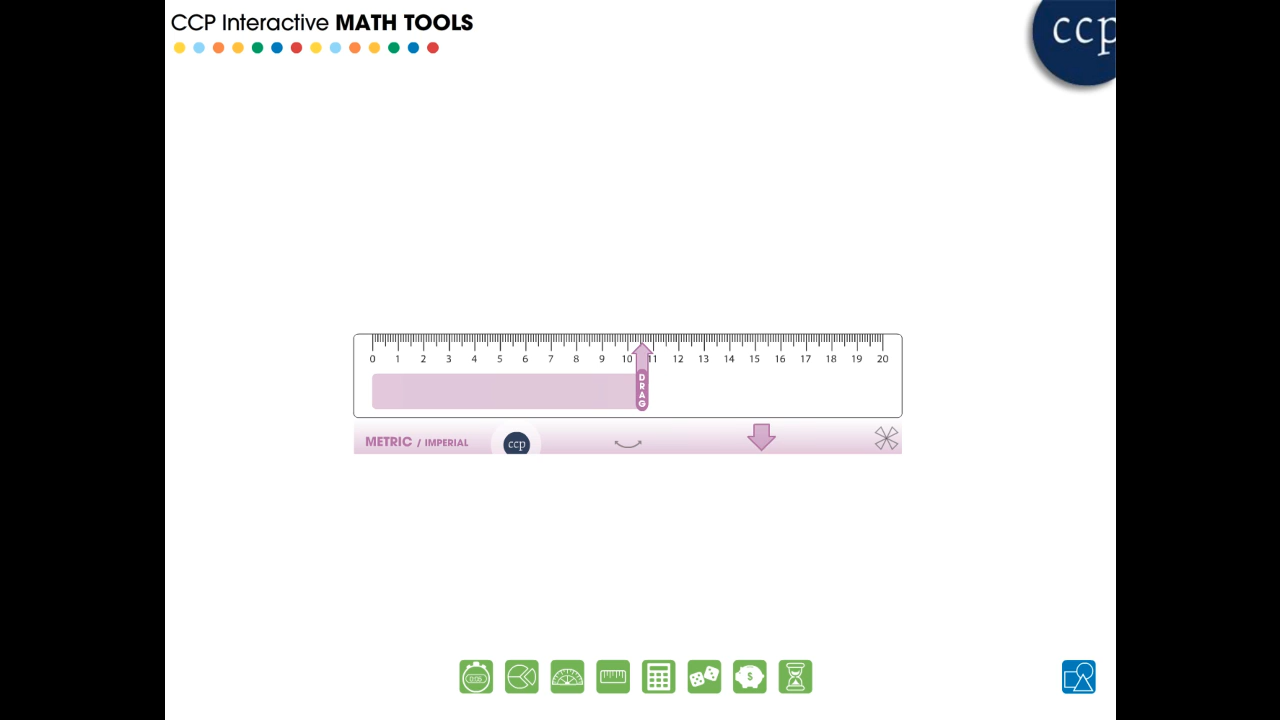 CCP Interactive MATH TOOLS
ccp
0 1 2 3 4 5 6 7 8 9 10 11 12 13 14 15 16 17 18 19 20
DRAG
METRIC / IMPERIAL
ccp
$